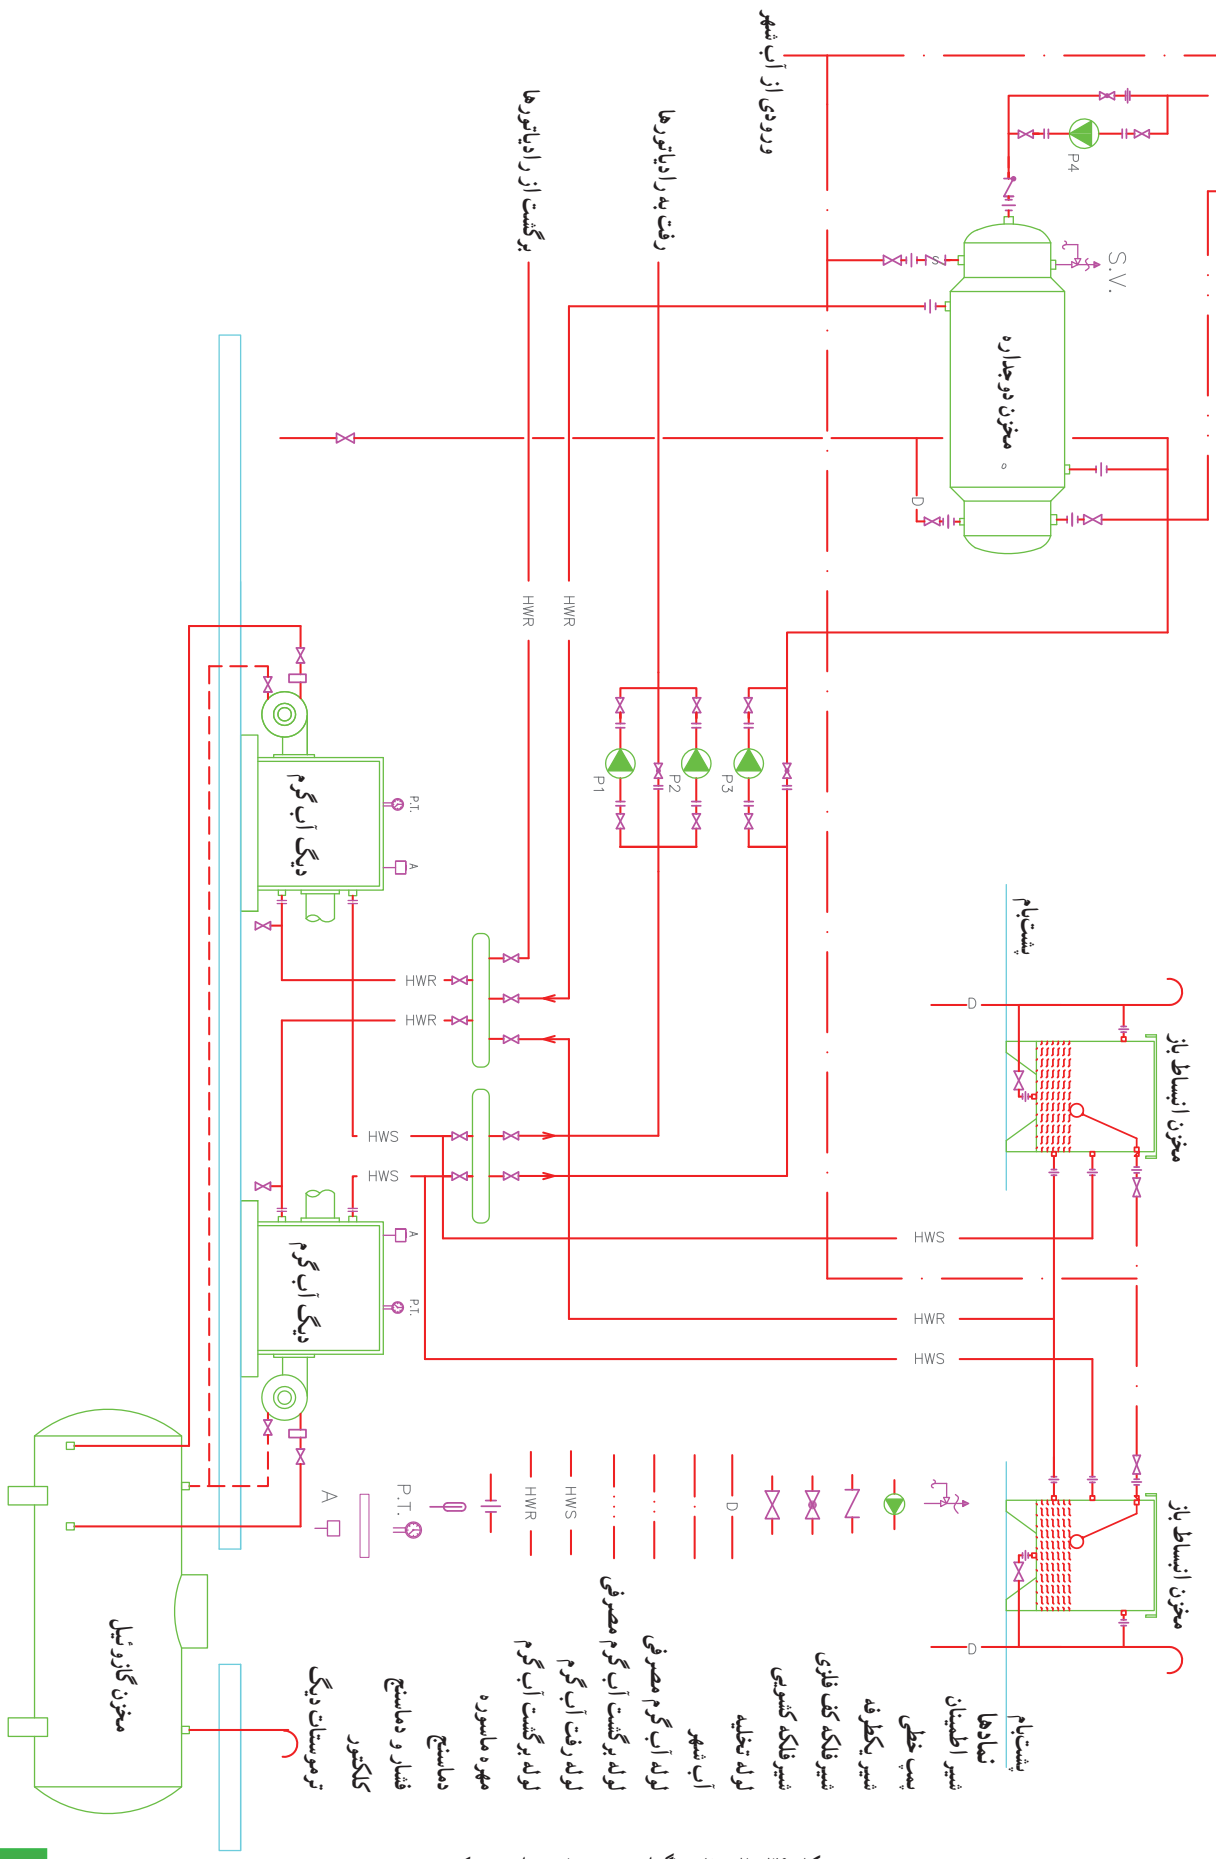 ورودی از آب شهر
رفت به رادیاتورها
برگشت از رادیاتورها
P4
S.V.
S
مخزن دو جداره
D
HWR
HWR
P1
P2
P3
P.T.
A
دیگ آب گرم
HWR
HWR
HWS
HWS
A
P.T.
دیگ آب گرم
پشت‌بام
D
مخزن انبساط باز
HWS
HWR
HWS
مخزن انبساط باز
D
پشت‌بام
مخزن گازوئیل
نمادها
شیر اطمینان
پمپ خطی
شیر یکطرفه
شیر فلکه کف فلزی
شیر فلکه کشویی
D
لوله تخلیه
آب شهر
لوله آب گرم مصرفی
لوله برگشت آب گرم مصرفی
HWS
لوله رفت آب گرم
HWR
لوله برگشت آب گرم
مهره ماسوره
دماسنج
P.T.
فشار و دماسنج
کلکتور
A
ترموستات دیگ